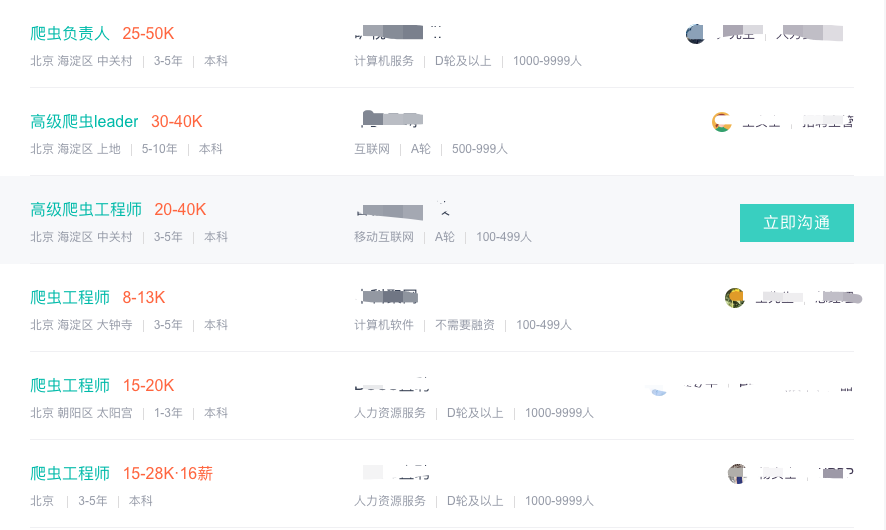 爬虫负责人 25-50K
北京 海淀区 中关村 3-5年 本科
计算机服务 D轮及以上 1000-9999人
高级爬虫leader 30-40K
北京 海淀区 上地 5-10年 本科
互联网 A轮 500-999人
高级爬虫工程师 20-40K
北京 海淀区 中关村 3-5年 本科
移动互联网 A轮 100-499人
立即沟通
爬虫工程师 8-13K
北京 海淀区 大钟寺 3-5年 本科
计算机软件 不需要融资 100-499人
爬虫工程师 15-20K
北京 朝阳区 太阳宫 1-3年 本科
人力资源服务 D轮及以上 1000-9999人
爬虫工程师 15-28K·16薪
北京 3-5年 本科
人力资源服务 D轮及以上 1000-9999人